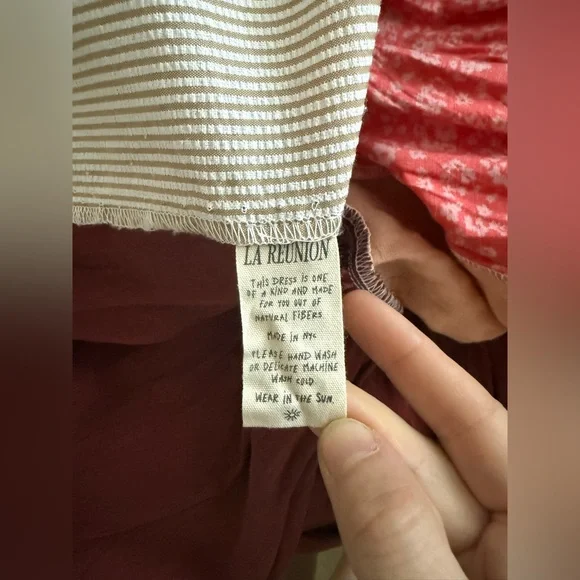 LA RÉUNION
THIS DRESS IS ONE
OF A KIND AND MADE
FOR YOU OUT OF
NATURAL FIBERS
MADE IN NYC
PLEASE HAND WASH
OR DELICATE MACHINE
WASH COLD
WEAR IN THE SUN.